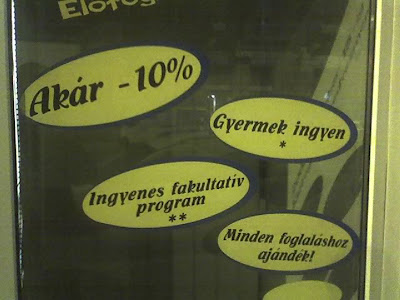 Akár -10%
Gyermek ingyen
*
Ingyenes fakultatív
program
**
Minden foglaláshoz
ajándék!